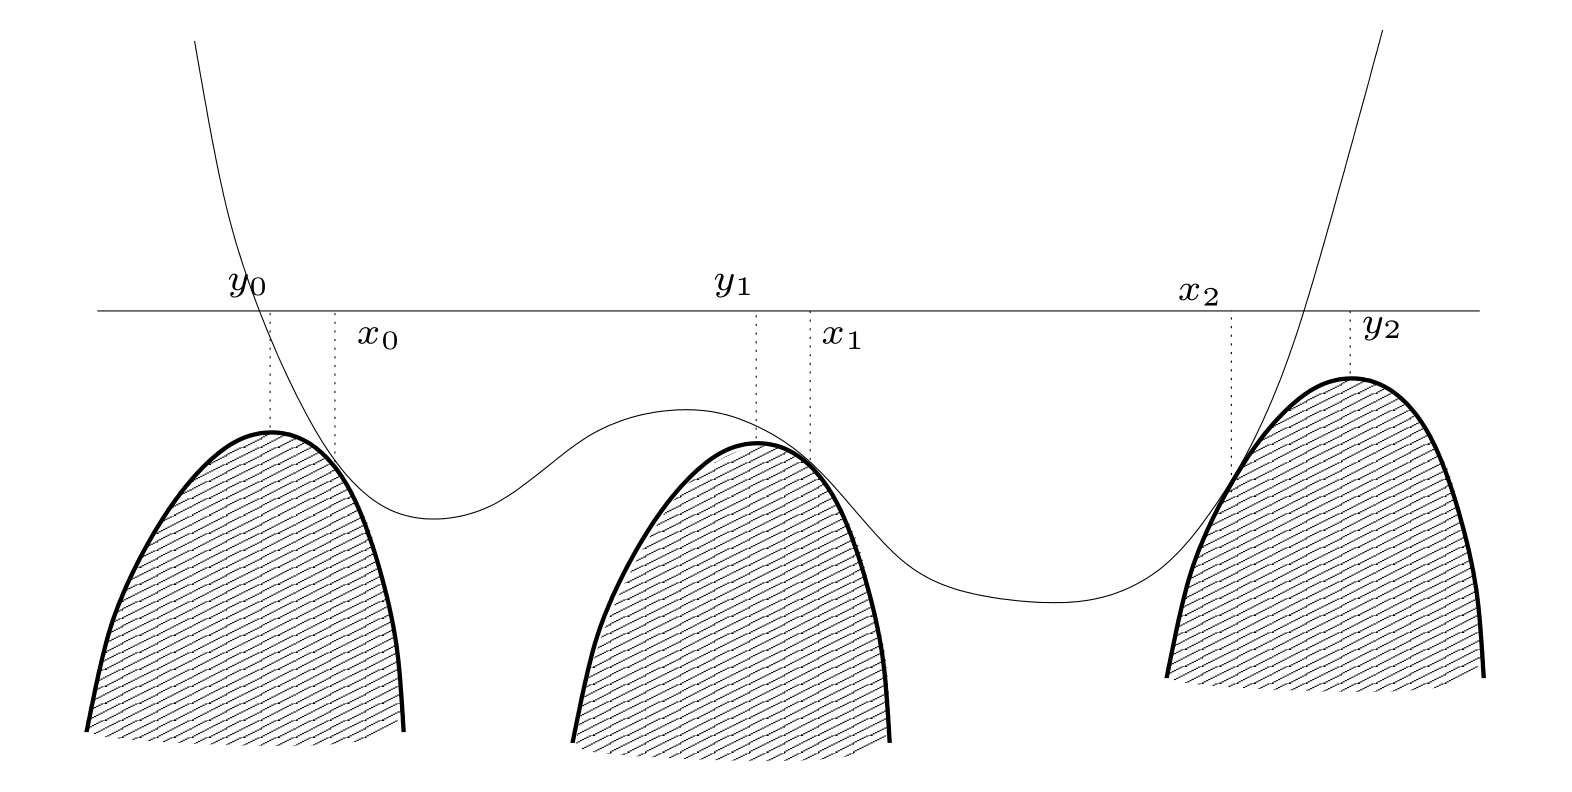 y₀ y₁ x₂
x₀ x₁ y₂